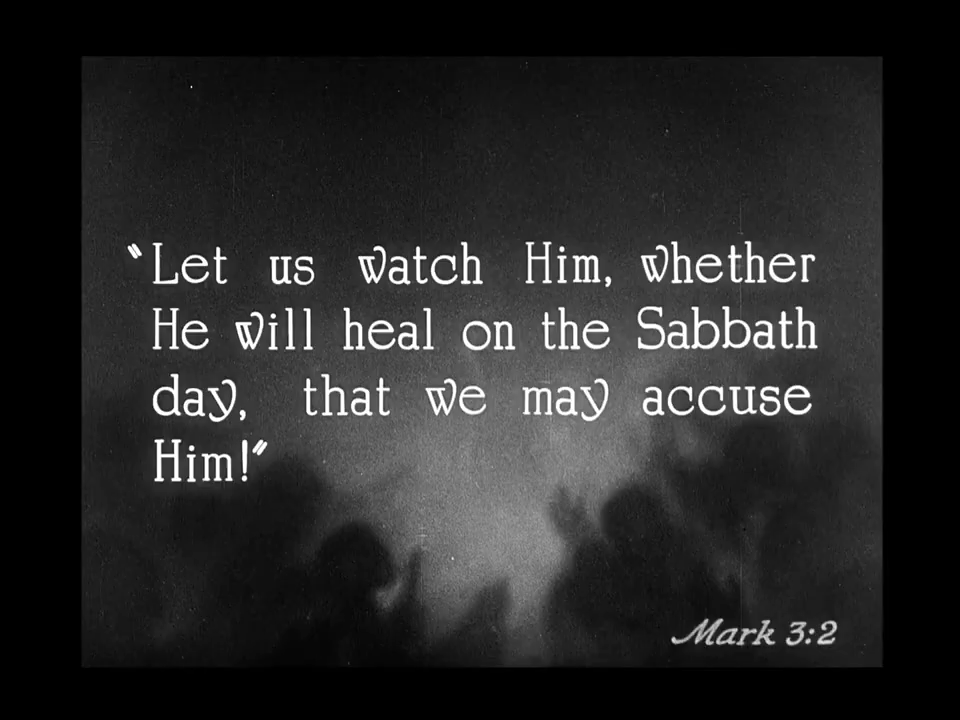 "Let us watch Him, whether
He will heal on the Sabbath
day, that we may accuse
Him!"
Mark 3:2